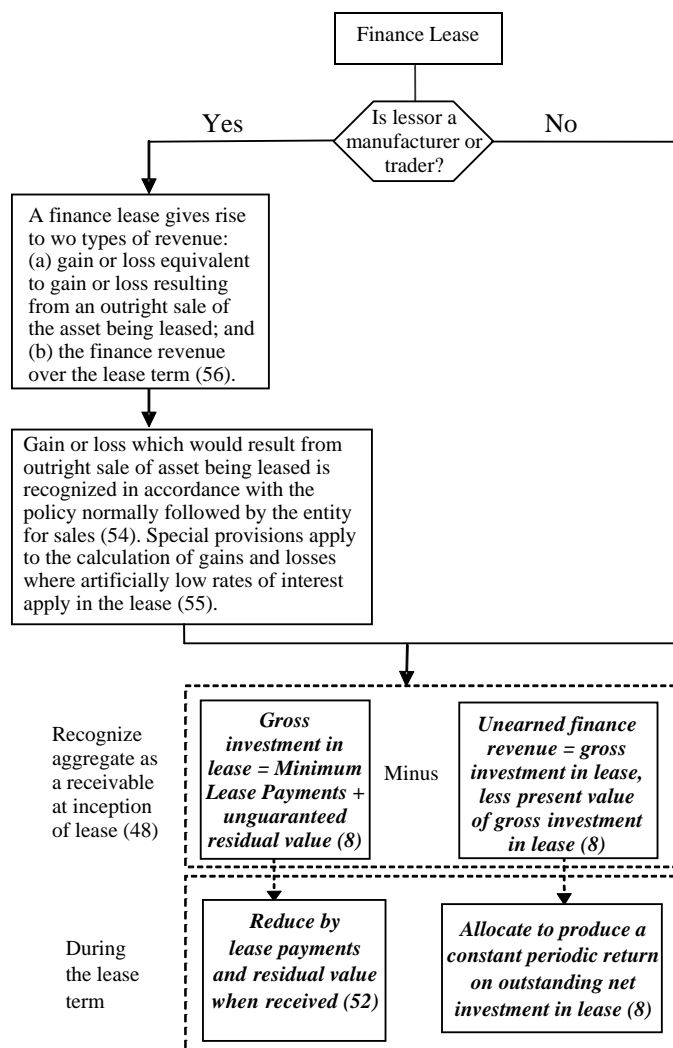 Finance Lease
Is lessor a
manufacturer or
trader?
Yes
No
A finance lease gives rise
to wo types of revenue:
(a) gain or loss equivalent
to gain or loss resulting
from an outright sale of
the asset being leased; and
(b) the finance revenue
over the lease term (56).
Gain or loss which would result from
outright sale of asset being leased is
recognized in accordance with the
policy normally followed by the entity
for sales (54). Special provisions apply
to the calculation of gains and losses
where artificially low rates of interest
apply in the lease (55).
Recognize
aggregate as
a receivable
at inception
of lease (48)
Gross
investment in
lease = Minimum
Lease Payments +
unguaranteed
residual value (8)
Minus
Unearned finance
revenue = gross
investment in lease,
less present value
of gross investment
in lease (8)
During
the lease
term
Reduce by
lease payments
and residual value
when received (52)
Allocate to produce a
constant periodic return
on outstanding net
investment in lease (8)